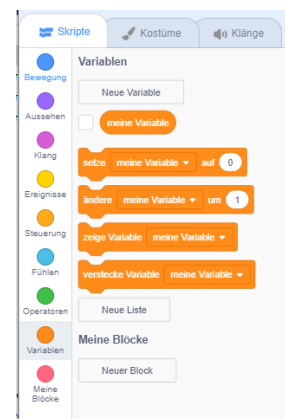 Skripte Kostüme Klänge
Bewegung
Aussehen
Klang
Ereignisse
Steuerung
Fühlen
Operatoren
Variablen
Meine
Blöcke
Variablen
Neue Variable
meine Variable
setze meine Variable auf 0
ändere meine Variable um 1
zeige Variable meine Variable
verstecke Variable meine Variable
Neue Liste
Meine Blöcke
Neuer Block